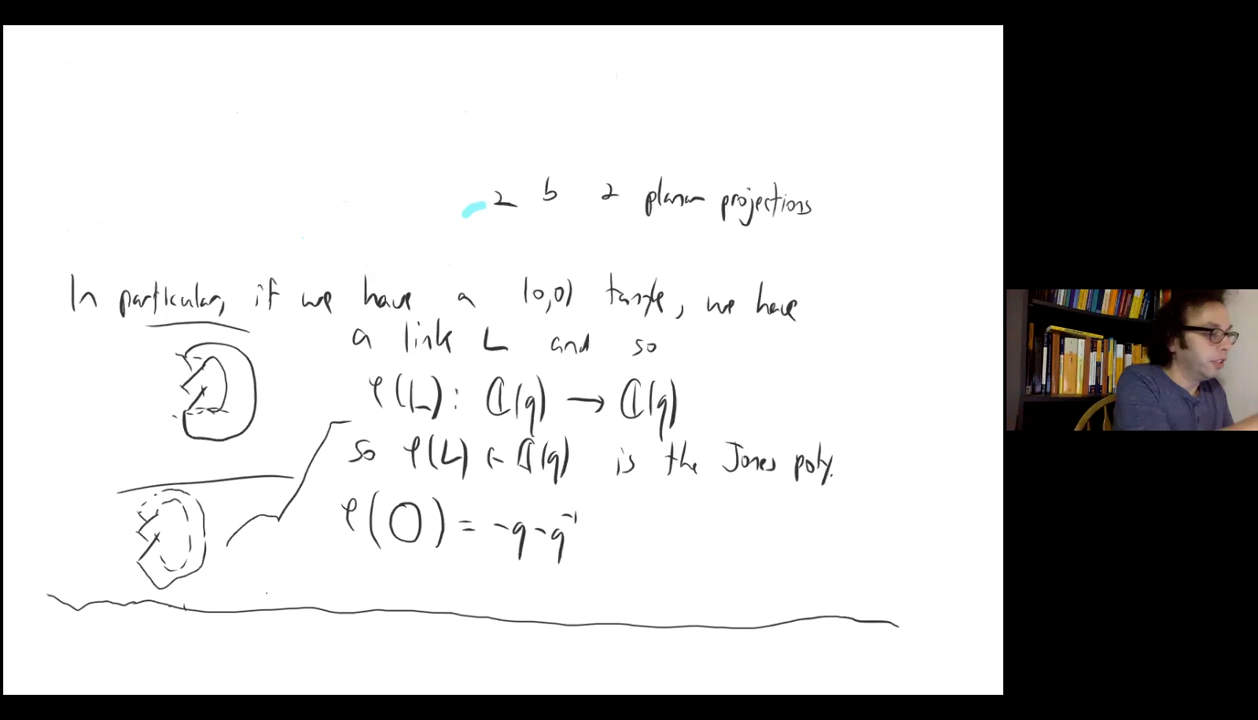 2 b 2 planar projections
In particular, if we have a (0,0) tangle, we have
a link L and so
φ(L): ℂ(q) → ℂ(q)
so φ(L) ∈ ℂ(q) is the Jones poly.
φ(O) = -q-q⁻¹